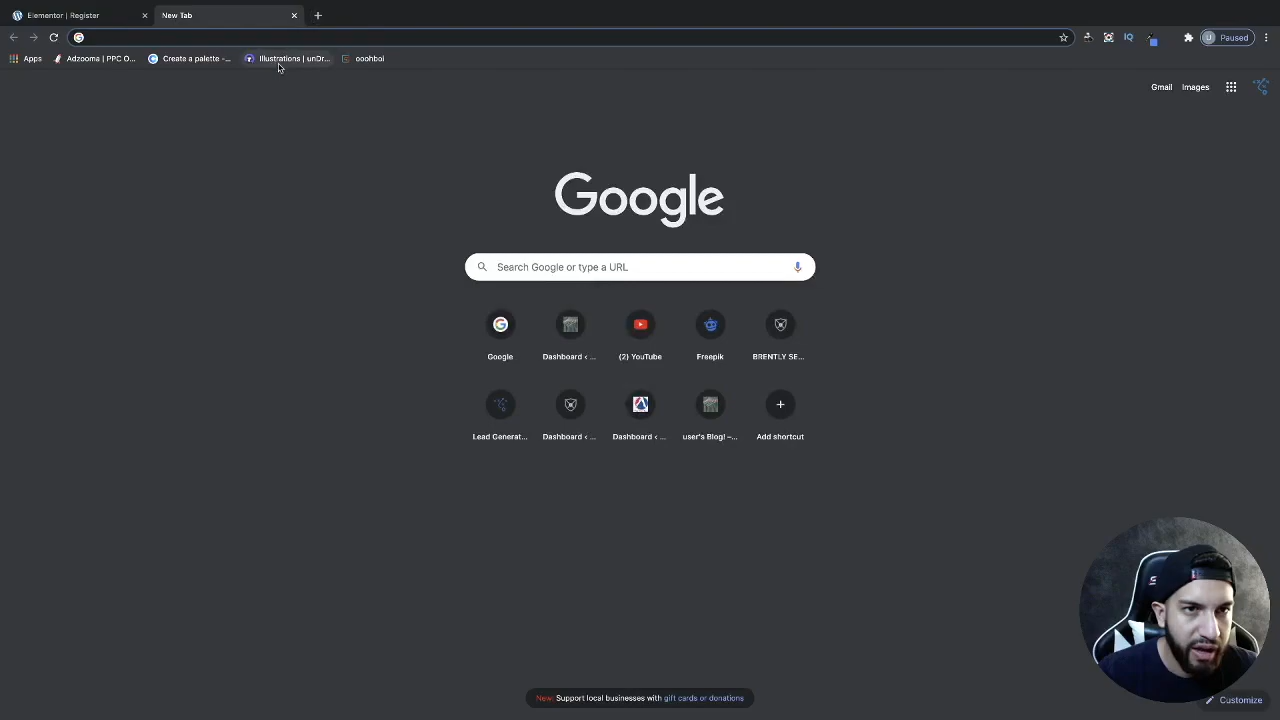 Elementor | Register
New Tab
Paused
Apps
Adzooma | PPC O...
Create a palette -...
Illustrations | unDr...
ooohboi
Gmail
Images
Google
Search Google or type a URL
Google
Dashboard < ...
(2) YouTube
Freepik
BRENTLY SE...
Lead Generat...
Dashboard < ...
Dashboard < ...
user's Blog! –...
Add shortcut
New: Support local businesses with gift cards or donations
Customize